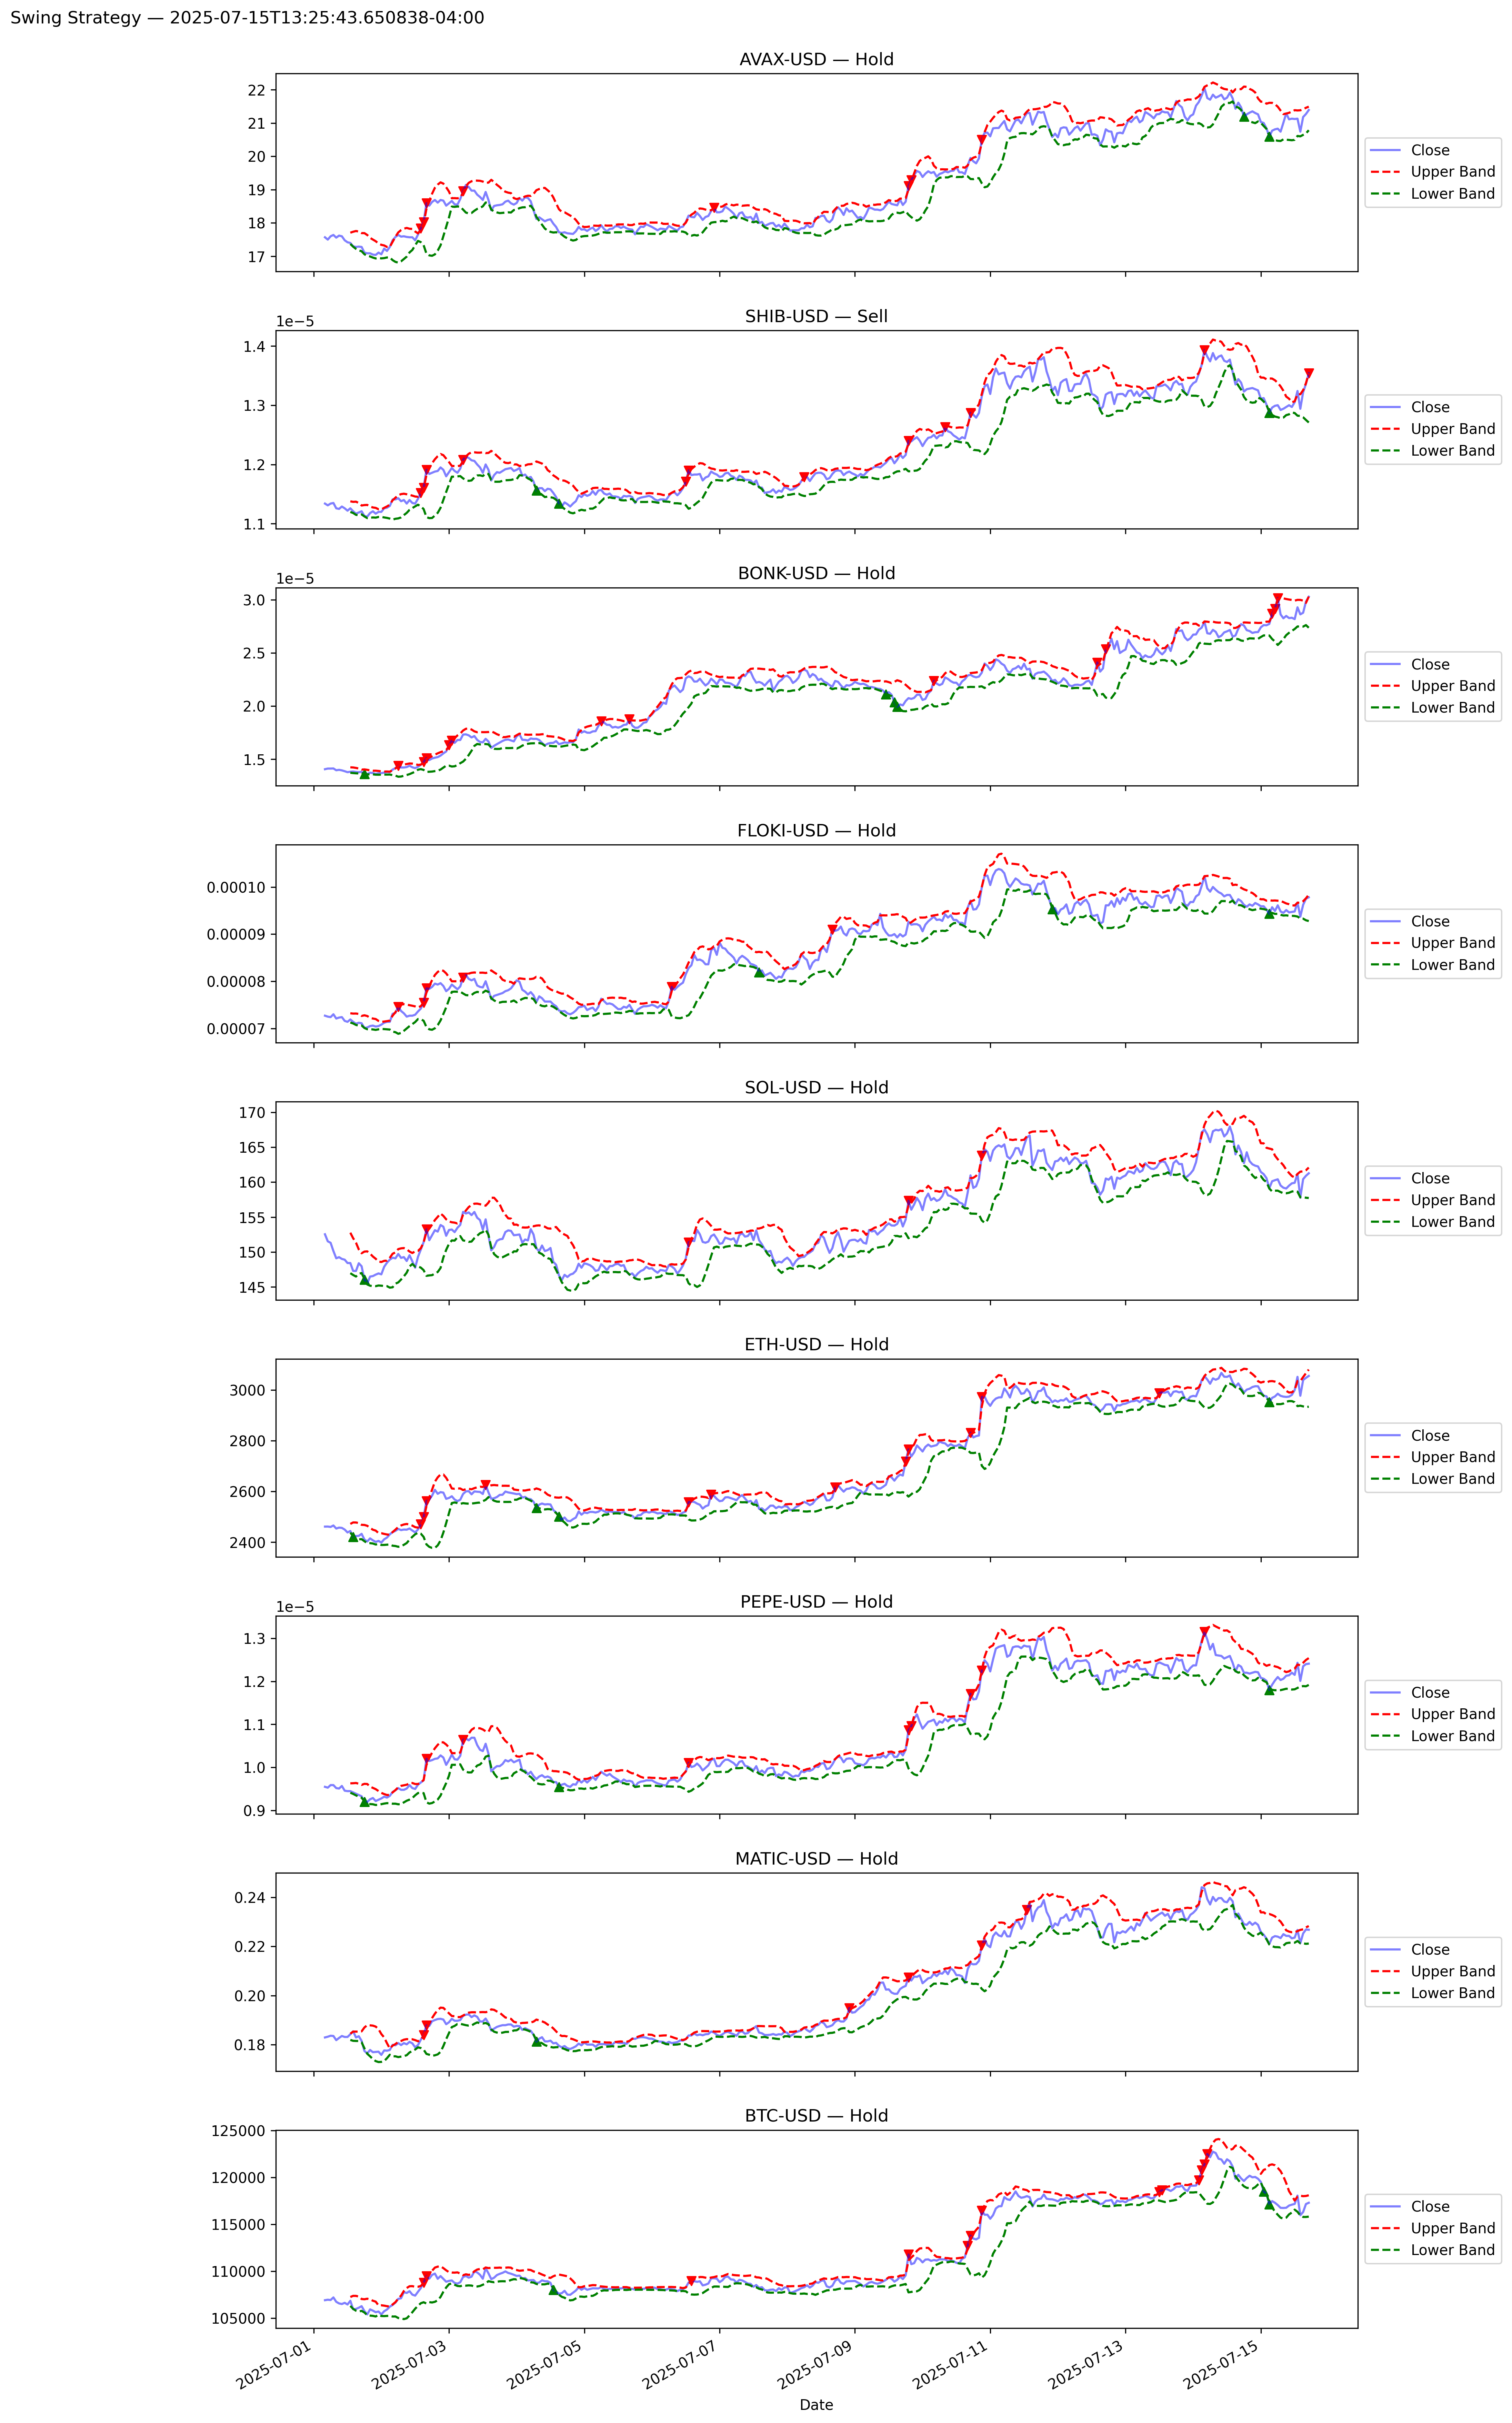 Swing Strategy — 2025-07-15T13:25:43.650838-04:00
AVAX-USD — Hold
22
21
20
19
18
17
Close
Upper Band
Lower Band
SHIB-USD — Sell
1e−5
1.4
1.3
1.2
1.1
Close
Upper Band
Lower Band
BONK-USD — Hold
1e−5
3.0
2.5
2.0
1.5
Close
Upper Band
Lower Band
FLOKI-USD — Hold
0.00010
0.00009
0.00008
0.00007
Close
Upper Band
Lower Band
SOL-USD — Hold
170
165
160
155
150
145
Close
Upper Band
Lower Band
ETH-USD — Hold
3000
2800
2600
2400
Close
Upper Band
Lower Band
PEPE-USD — Hold
1e−5
1.3
1.2
1.1
1.0
0.9
Close
Upper Band
Lower Band
MATIC-USD — Hold
0.24
0.22
0.20
0.18
Close
Upper Band
Lower Band
BTC-USD — Hold
125000
120000
115000
110000
105000
Close
Upper Band
Lower Band
2025-07-01
2025-07-03
2025-07-05
2025-07-07
2025-07-09
2025-07-11
2025-07-13
2025-07-15
Date